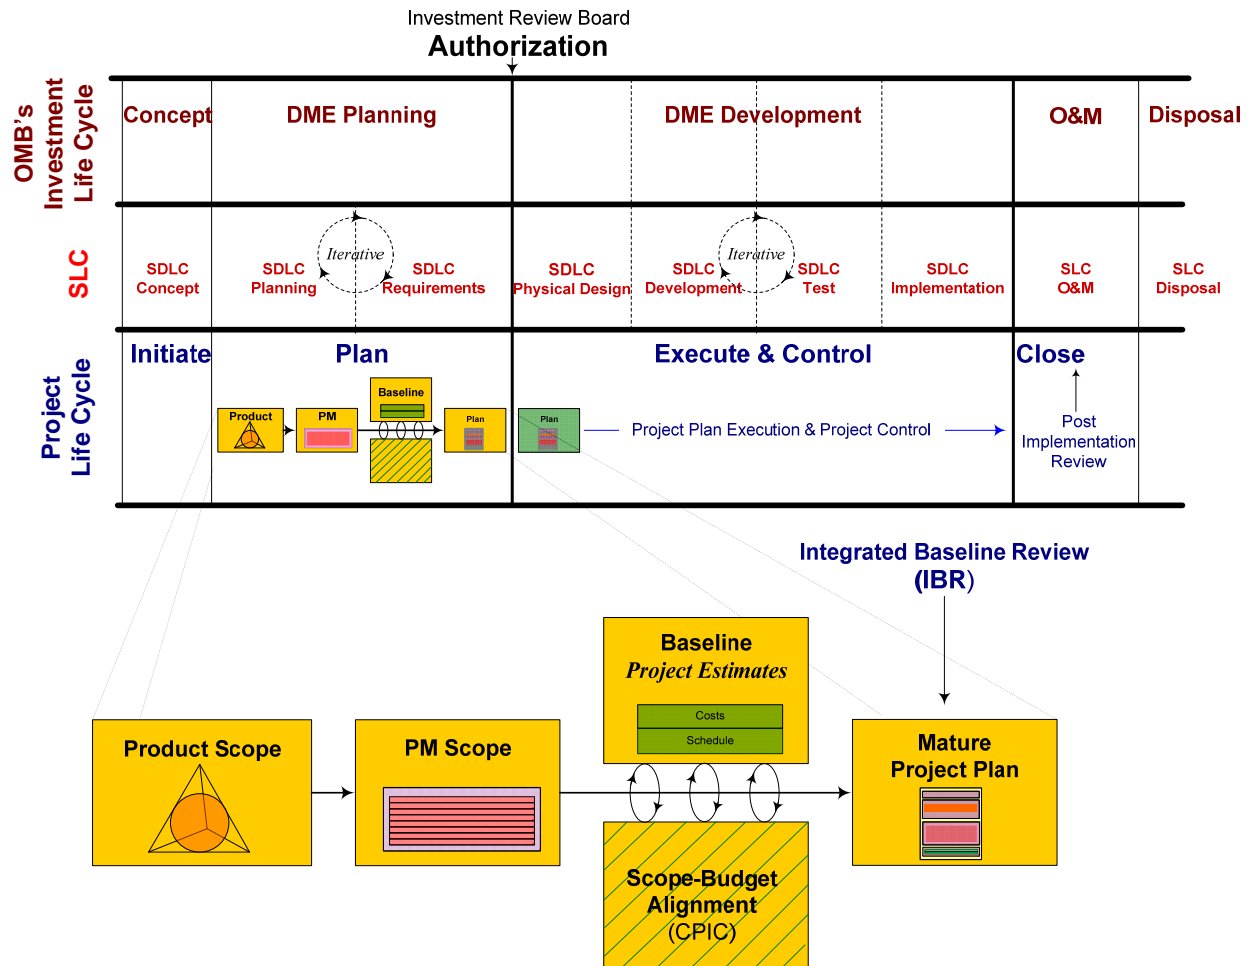 Investment Review Board
Authorization
OMB's
Investment
Life Cycle
Concept
DME Planning
DME Development
O&M
Disposal
SLC
SDLC
Concept
SDLC
Planning
Iterative
SDLC
Requirements
SDLC
Physical Design
SDLC
Development
Iterative
SDLC
Test
SDLC
Implementation
SLC
O&M
SLC
Disposal
Project
Life Cycle
Initiate
Plan
Execute & Control
Close
Product
PM
Baseline
Plan
Plan
Project Plan Execution & Project Control
Post
Implementation
Review
Integrated Baseline Review
(IBR)
Product Scope
PM Scope
Baseline
Project Estimates
Costs
Schedule
Scope-Budget
Alignment
(CPIC)
Mature
Project Plan